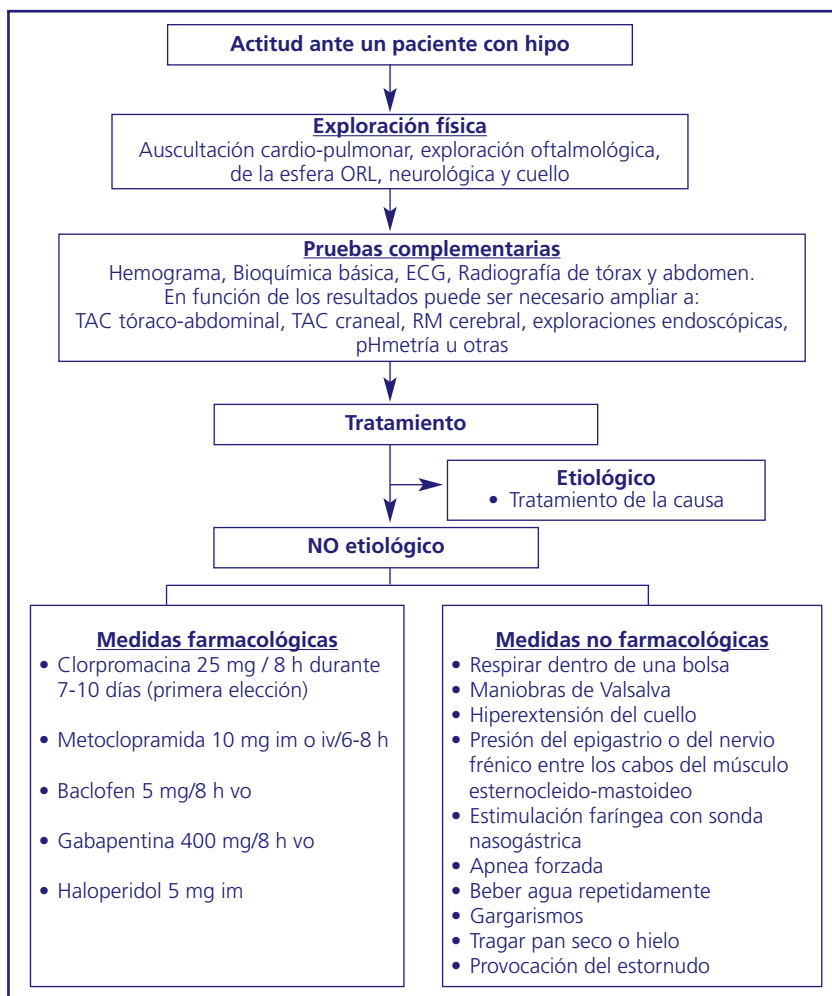 Actitud ante un paciente con hipo
Exploración física
Auscultación cardio-pulmonar, exploración oftalmológica,
de la esfera ORL, neurológica y cuello
Pruebas complementarias
Hemograma, Bioquímica básica, ECG, Radiografía de tórax y abdomen.
En función de los resultados puede ser necesario ampliar a:
TAC tóraco-abdominal, TAC craneal, RM cerebral, exploraciones endoscópicas,
pHmetría u otras
Tratamiento
Etiológico
• Tratamiento de la causa
NO etiológico
Medidas farmacológicas
• Clorpromacina 25 mg / 8 h durante
7-10 días (primera elección)
• Metoclopramida 10 mg im o iv/6-8 h
• Baclofen 5 mg/8 h vo
• Gabapentina 400 mg/8 h vo
• Haloperidol 5 mg im
Medidas no farmacológicas
• Respirar dentro de una bolsa
• Maniobras de Valsalva
• Hiperextensión del cuello
• Presión del epigastrio o del nervio
frénico entre los cabos del músculo
esternocleido-mastoideo
• Estimulación faríngea con sonda
nasogástrica
• Apnea forzada
• Beber agua repetidamente
• Gargarismos
• Tragar pan seco o hielo
• Provocación del estornudo